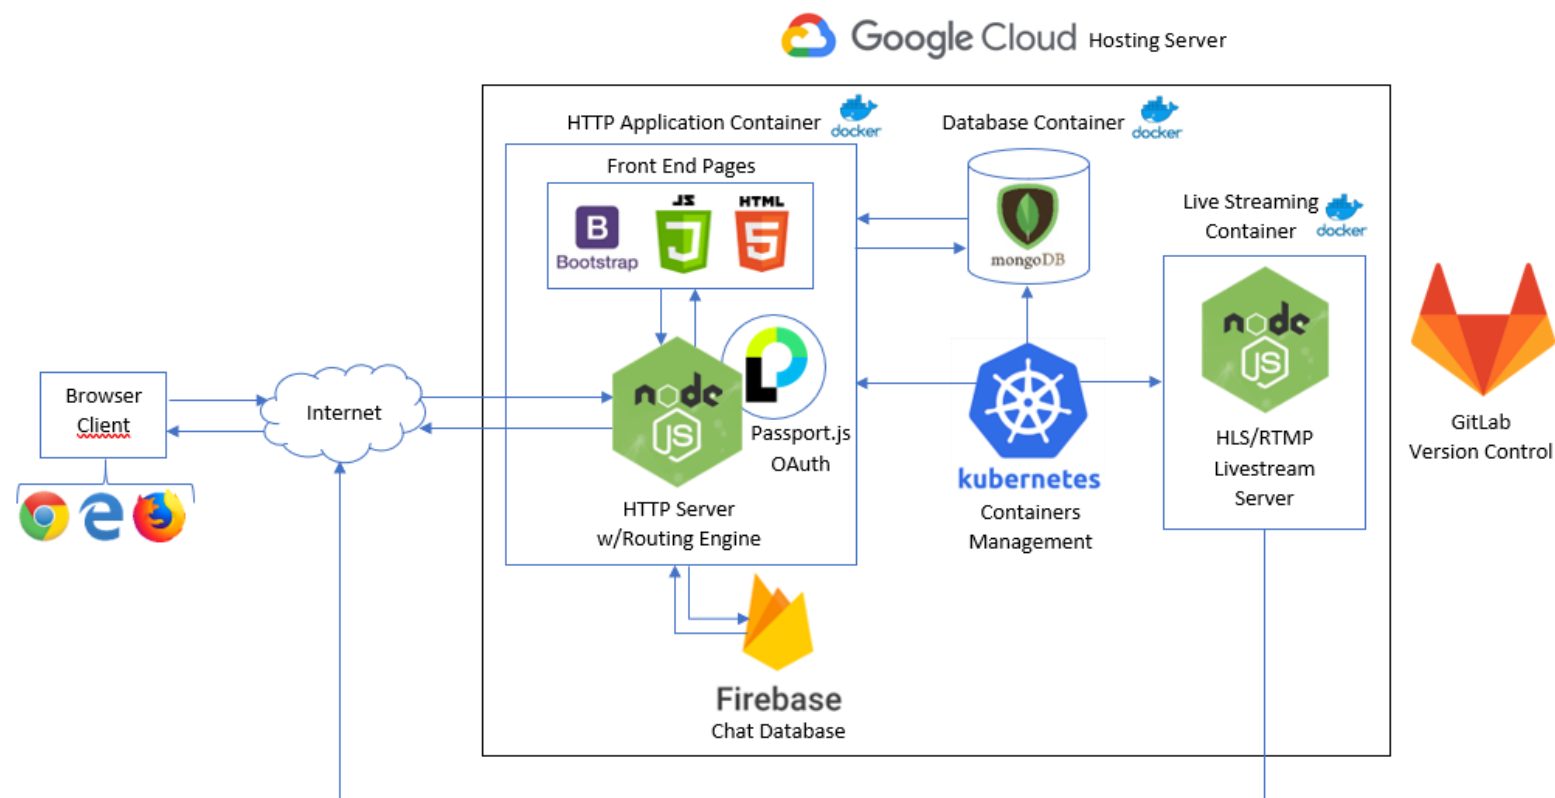 Google Cloud Hosting Server
HTTP Application Container
docker
Database Container
docker
Front End Pages
Live Streaming
Container
docker
B
Bootstrap
JS
HTML
5
mongoDB
node
JS
node
JS
Browser
Client
Internet
Passport.js
OAuth
kubernetes
Containers
Management
HLS/RTMP
Livestream
Server
GitLab
Version Control
HTTP Server
w/Routing Engine
Firebase
Chat Database